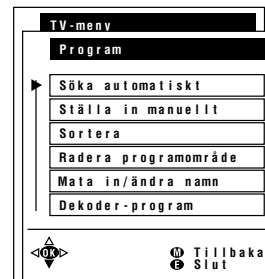 TV-meny
Program
Söka automatiskt
Ställa in manuellt
Sortera
Radera programområde
Mata in/ändra namn
Dekoder-program
OK
M Tillbaka
E Slut